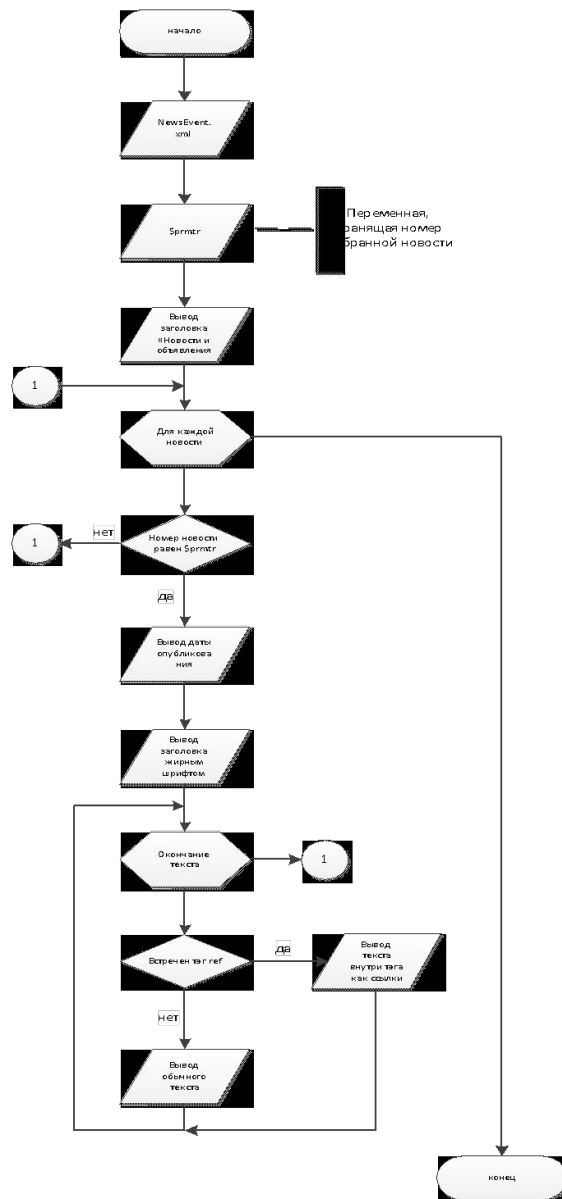 начало
NewsEvent.
xml
$prmtr
Переменная,
ранящая номер
бранной новости
Вывод
заголовка
«Новости и
объявления
1
Для каждой
новости
нет
1
Номер новости
равен $prmtr
да
Вывод даты
опубликова
ния
Вывод
заголовка
жирным
шрифтом
Окончание
текста
1
Встречен тэг ref
да
Вывод
текста
внутри тэга
как ссылки
нет
Вывод
обычного
текста
конец